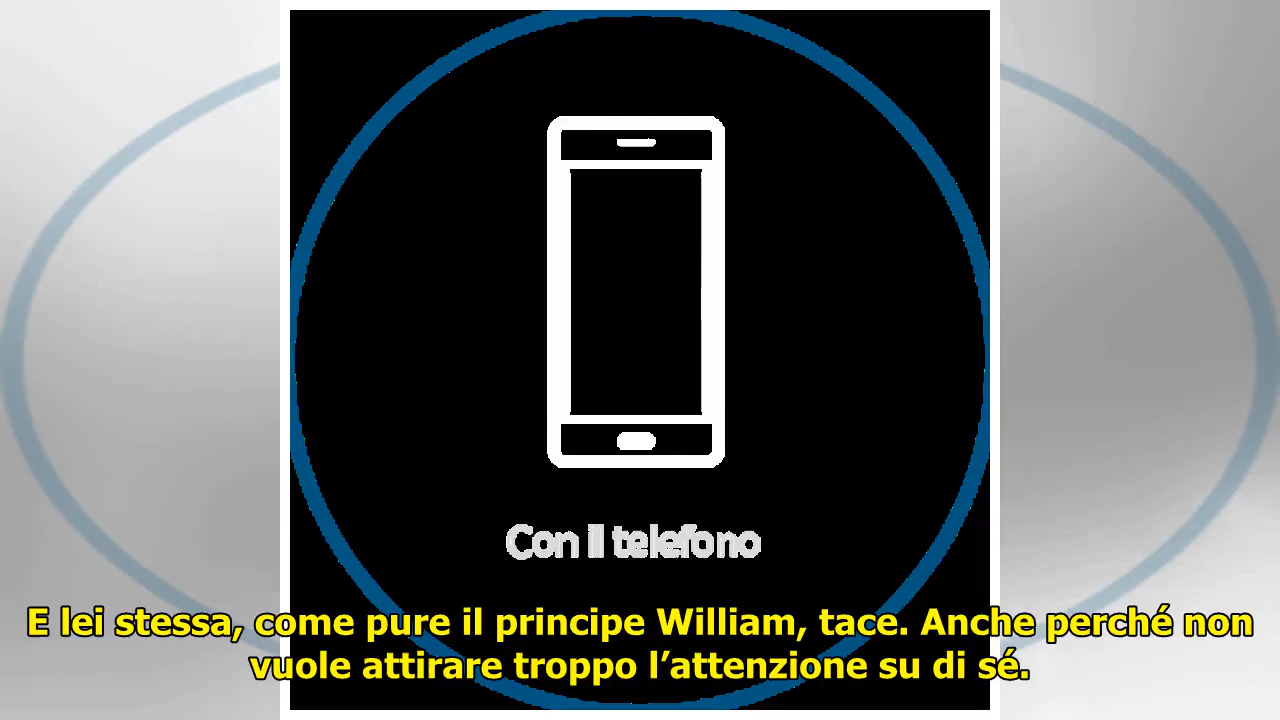 Con il telefono
E lei stessa, come pure il principe William, tace. Anche perché non
vuole attirare troppo l’attenzione su di sé.